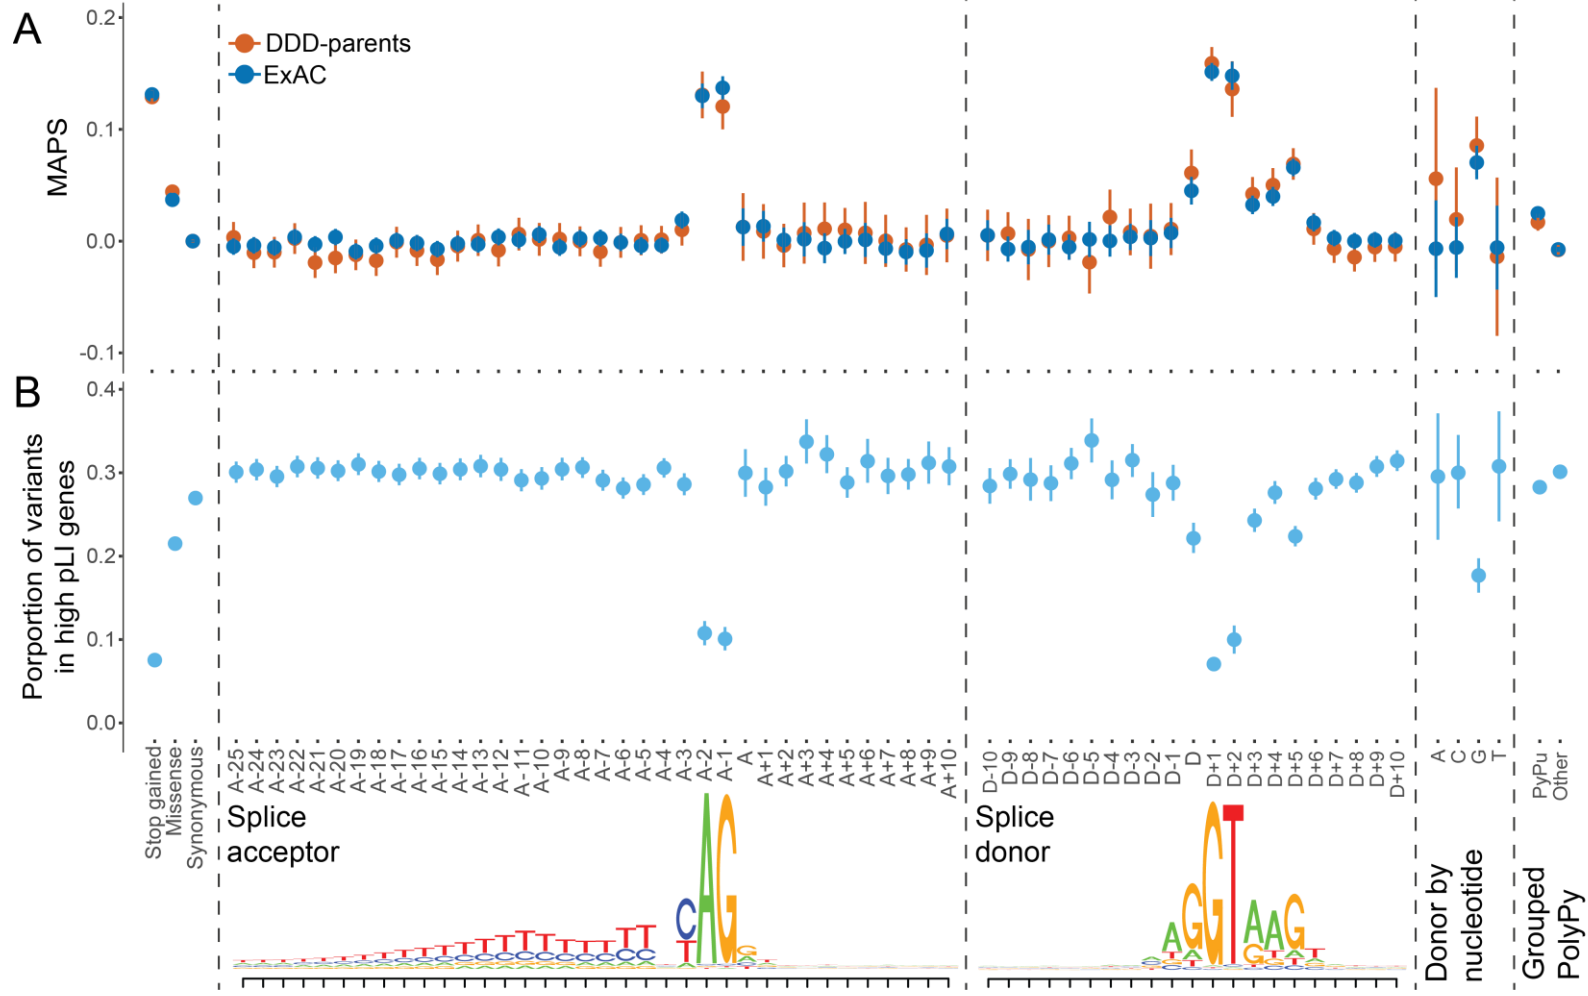 A
0.2
0.1
0.0
-0.1
MAPS
DDD-parents
ExAC
B
0.4
0.3
0.2
0.1
0.0
Porportion of variants
in high pLI genes
Stop gained
Missense
Synonymous
A-25
A-24
A-23
A-22
A-21
A-20
A-19
A-18
A-17
A-16
A-15
A-14
A-13
A-12
A-11
A-10
A-9
A-8
A-7
A-6
A-5
A-4
A-3
A-2
A-1
A
A+1
A+2
A+3
A+4
A+5
A+6
A+7
A+8
A+9
A+10
D-10
D-9
D-8
D-7
D-6
D-5
D-4
D-3
D-2
D-1
D
D+1
D+2
D+3
D+4
D+5
D+6
D+7
D+8
D+9
D+10
A
C
G
T
PyPu
Other
Splice
acceptor
Splice
donor
Donor by
nucleotide
Grouped
PolyPy